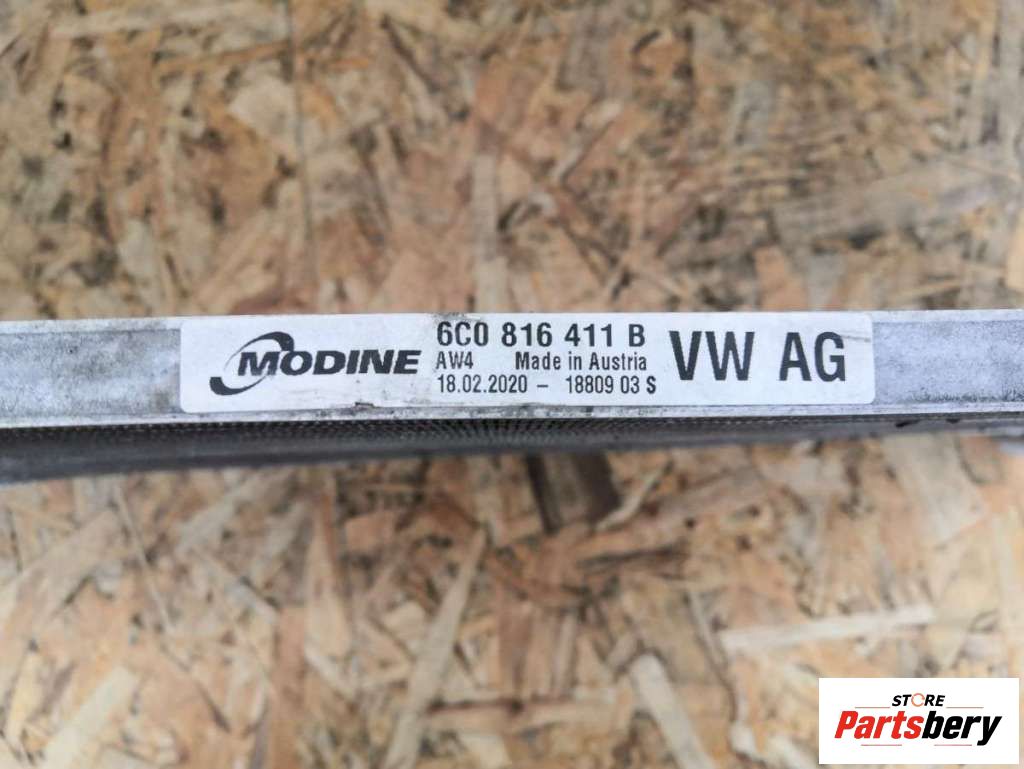 MODINE
6C0 816 411 B
AW4 Made in Austria
18.02.2020 - 18809 03 S
VW AG
STORE
Partsbery